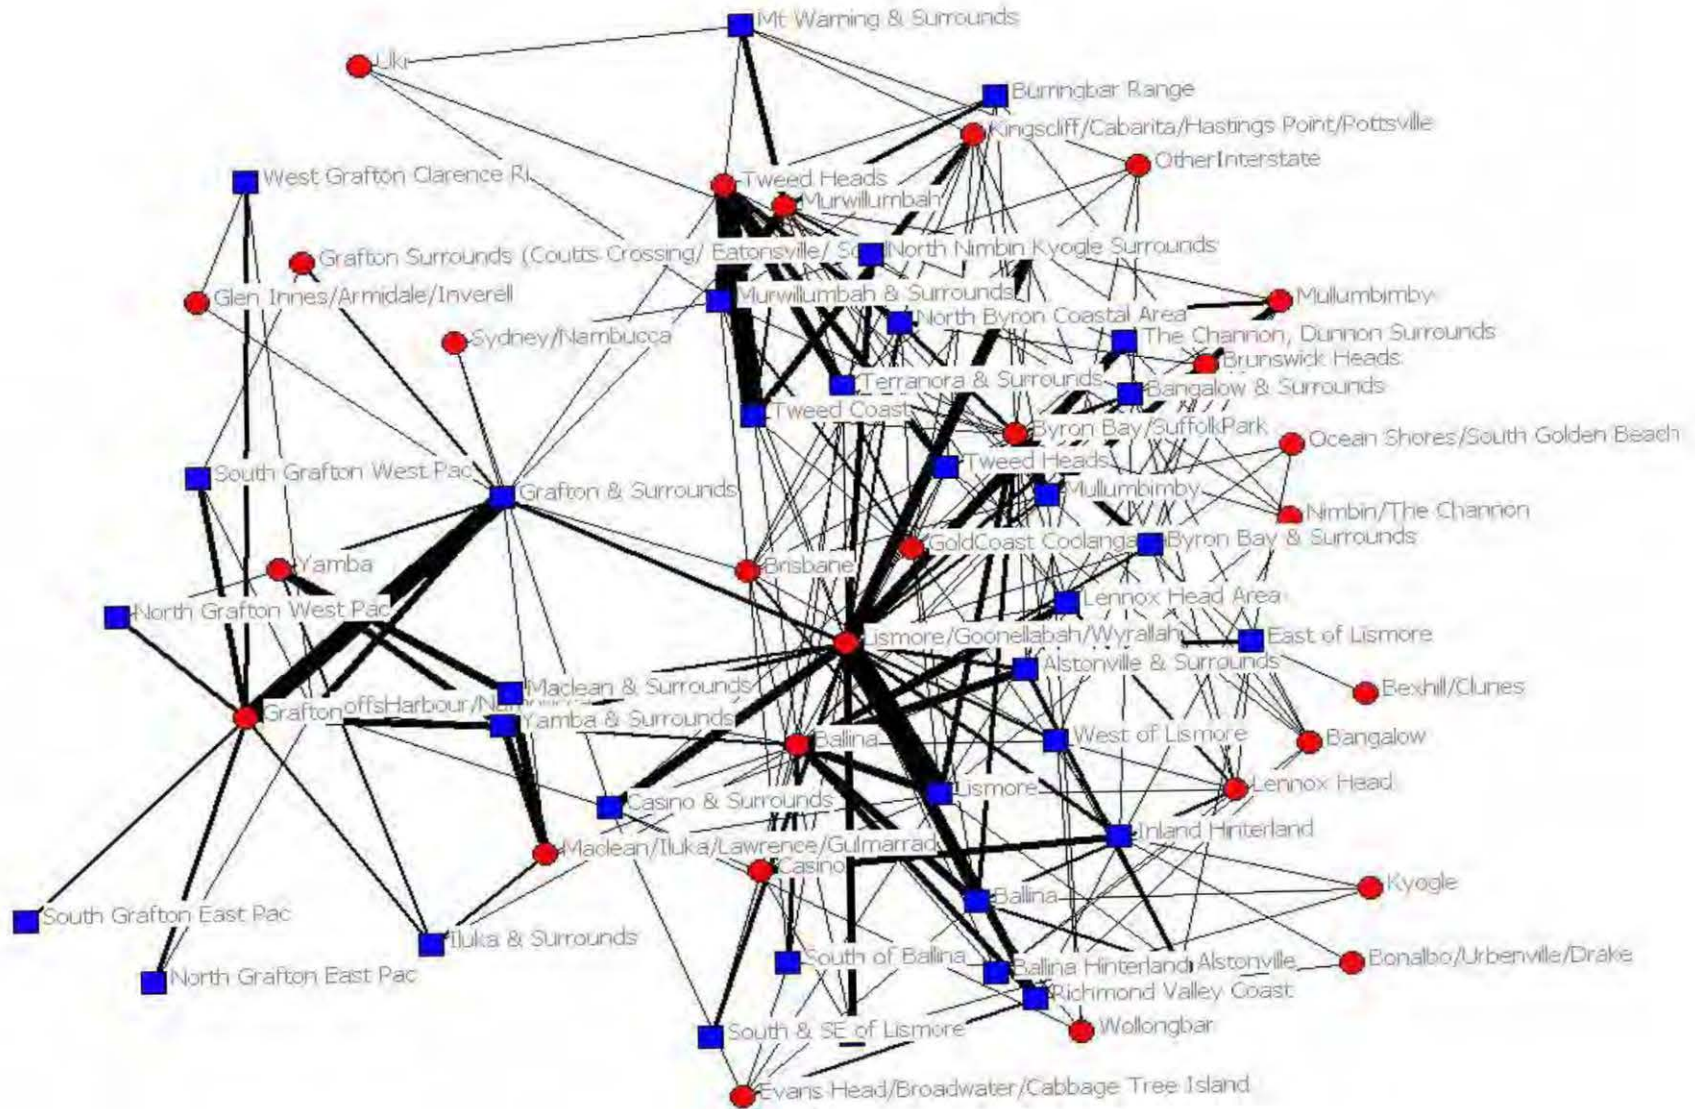 Mt Warning & Surrounds
Uki
Burringbar Range
Kingscliff/Cabarita/Hastings Point/Pottsville
OtherInterstate
West Grafton Clarence Ri
Tweed Heads
Murwillumbah
Grafton Surrounds (Coutts Crossing/ Eatonsville/
North Nimbin Kyogle Surrounds
Glen Innes/Armidale/Inverell
Murwillumbah & Surrounds
Mullumbimby
North Byron Coastal Area
Sydney/Nambucca
The Channon, Dunnon Surrounds
Brunswick Heads
Terranora & Surrounds
Bangalow & Surrounds
Tweed Coast
Byron Bay/SuffolkPark
Ocean Shores/South Golden Beach
Tweed Heads
South Grafton West Pac
Grafton & Surrounds
Mullumbimby
Nimbin/The Channon
GoldCoast Coolanga
Byron Bay & Surrounds
Yamba
Brisbane
Lennox Head Area
North Grafton West Pac
Lismore/Goonellabah/Wyrallah
East of Lismore
Alstonville & Surrounds
Maclean & Surrounds
Bexhill/Clunes
Grafton
offsHarbour/
Yamba & Surrounds
Ballina
West of Lismore
Bangalow
Lennox Head
Lismore
Casino & Surrounds
Inland Hinterland
Maclean/Iluka/Lawrence/Gulmarrad
Casino
Kyogle
Ballina
South Grafton East Pac
Iluka & Surrounds
South of Ballina
Ballina Hinterland
Alstonville
Bonalbo/Urbenville/Drake
North Grafton East Pac
Richmond Valley Coast
South & SE of Lismore
Wollongbar
Evans Head/Broadwater/Cabbage Tree Island